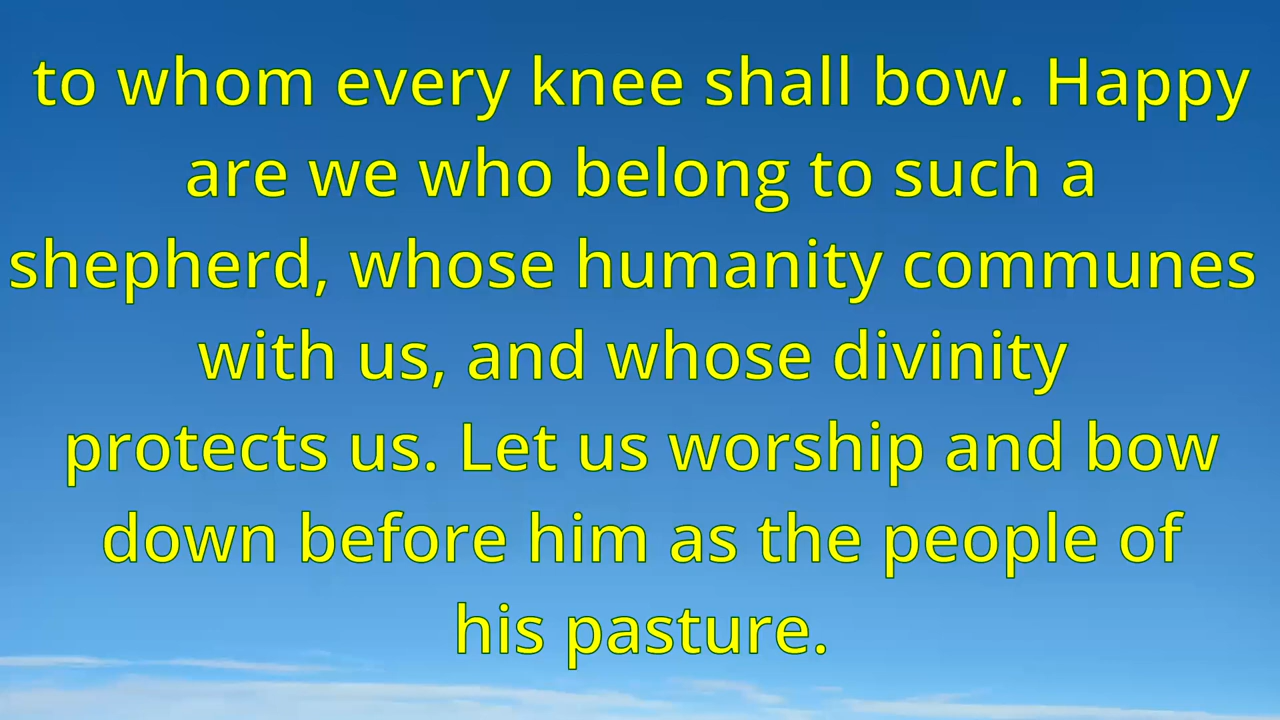 to whom every knee shall bow. Happy
are we who belong to such a
shepherd, whose humanity communes
with us, and whose divinity
protects us. Let us worship and bow
down before him as the people of
his pasture.